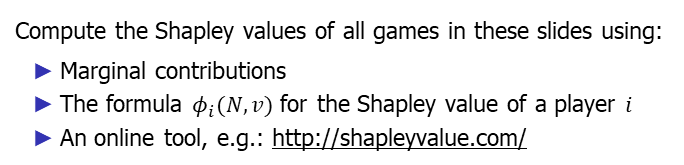 Compute the Shapley values of all games in these slides using:
▶ Marginal contributions
▶ The formula 𝜙ᵢ(𝑁, 𝑣) for the Shapley value of a player 𝑖
▶ An online tool, e.g.: http://shapleyvalue.com/